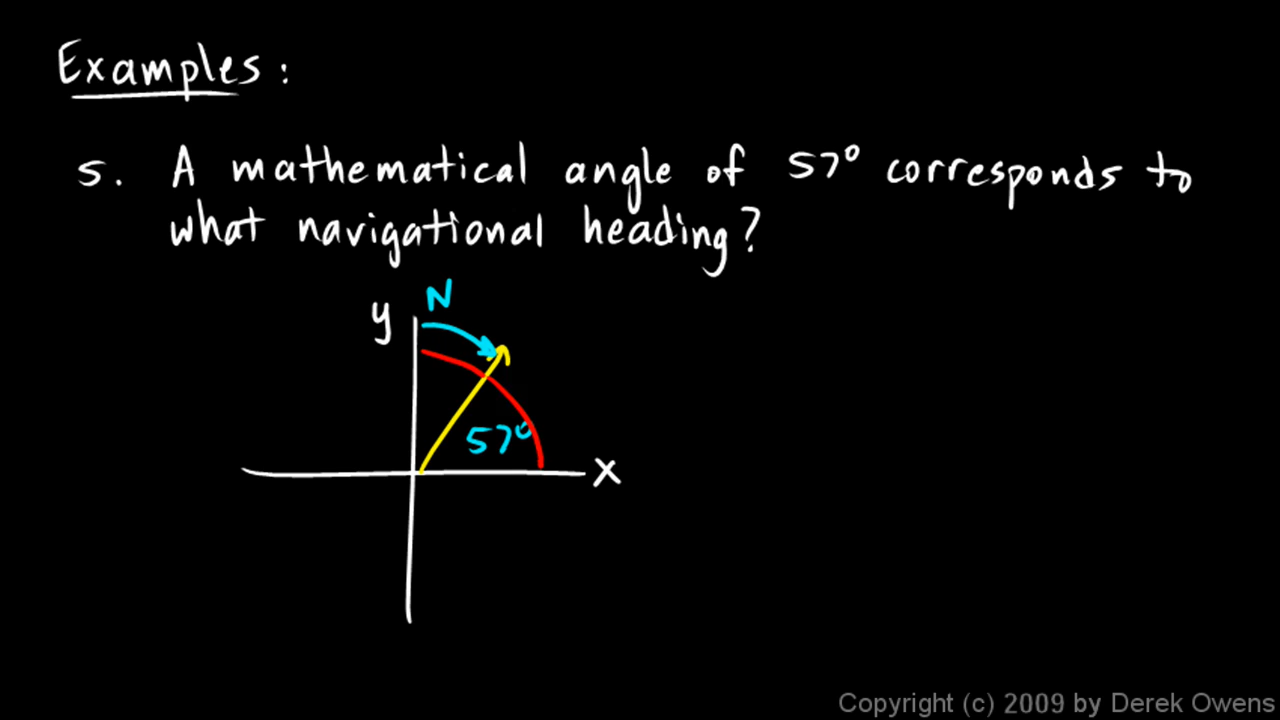 Examples:
5. A mathematical angle of 57° corresponds to
what navigational heading?
N
y
57°
x
Copyright (c) 2009 by Derek Owens